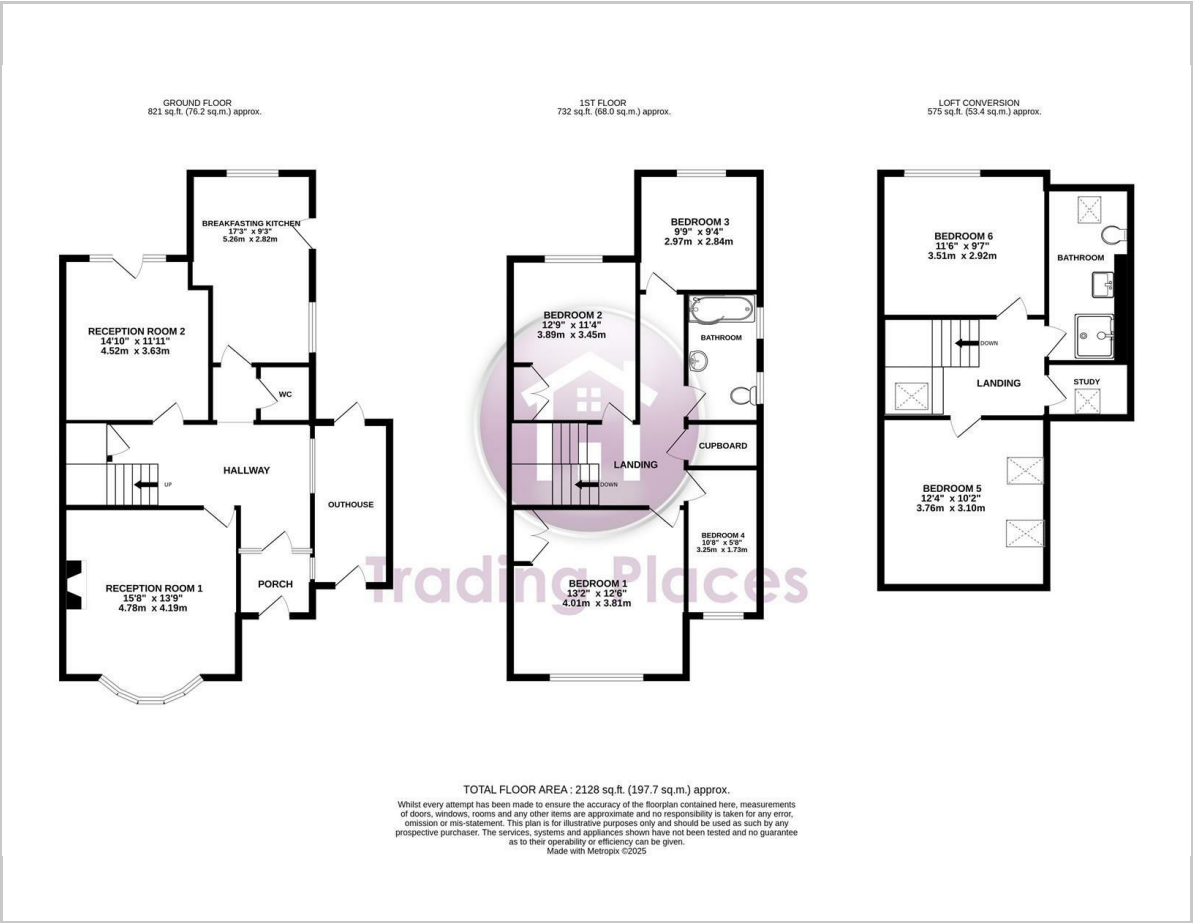 GROUND FLOOR
821 sq.ft. (76.2 sq.m.) approx.
BREAKFASTING KITCHEN
17'3" x 9'3"
5.26m x 2.82m
RECEPTION ROOM 2
14'10" x 11'11"
4.52m x 3.63m
WC
HALLWAY
UP
OUTHOUSE
RECEPTION ROOM 1
15'8" x 13'9"
4.78m x 4.19m
PORCH
1ST FLOOR
732 sq.ft. (68.0 sq.m.) approx.
BEDROOM 3
9'9" x 9'4"
2.97m x 2.84m
BEDROOM 2
12'9" x 11'4"
3.89m x 3.45m
BATHROOM
CUPBOARD
LANDING
DOWN
BEDROOM 4
10'8" x 5'8"
3.25m x 1.73m
BEDROOM 1
13'2" x 12'6"
4.01m x 3.81m
Trading Places
LOFT CONVERSION
575 sq.ft. (53.4 sq.m.) approx.
BEDROOM 6
11'6" x 9'7"
3.51m x 2.92m
BATHROOM
DOWN
LANDING
STUDY
BEDROOM 5
12'4" x 10'2"
3.76m x 3.10m
TOTAL FLOOR AREA : 2128 sq.ft. (197.7 sq.m.) approx.
Whilst every attempt has been made to ensure the accuracy of the floorplan contained here, measurements
of doors, windows, rooms and any other items are approximate and no responsibility is taken for any error,
omission or mis-statement. This plan is for illustrative purposes only and should be used as such by any
prospective purchaser. The services, systems and appliances shown have not been tested and no guarantee
as to their operability or efficiency can be given.
Made with Metropix ©2025